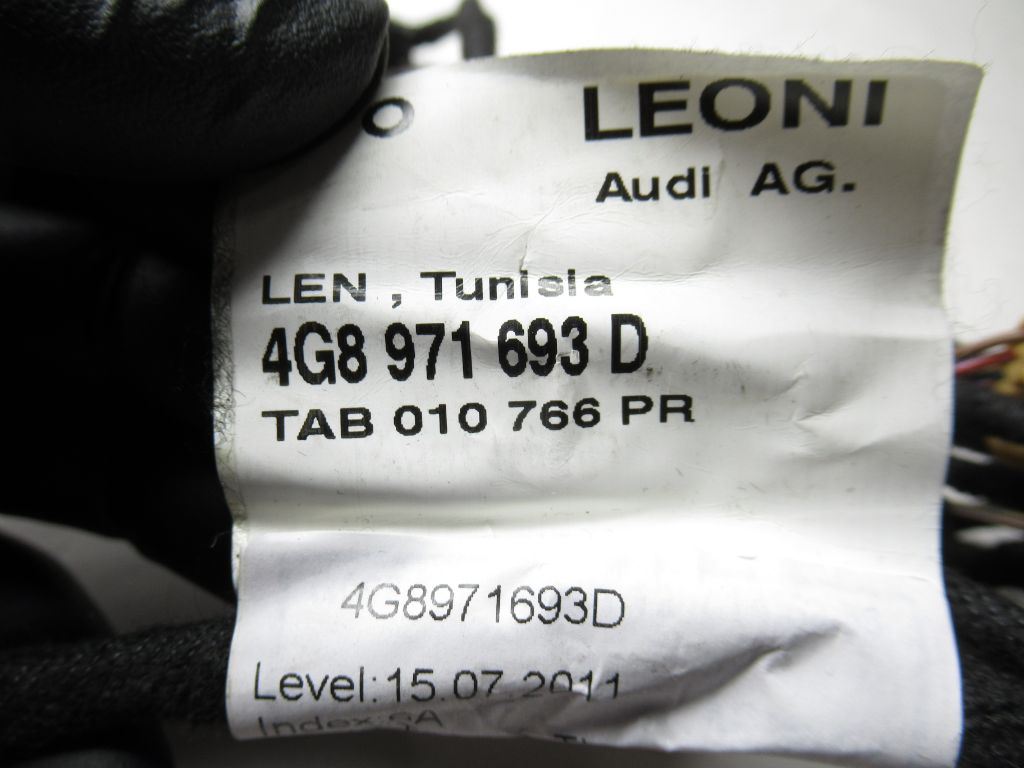 O LEONI
Audi AG.
LEN , Tunisia
4G8 971 693 D
TAB 010 766 PR
4G8971693D
Level:15.07.2011